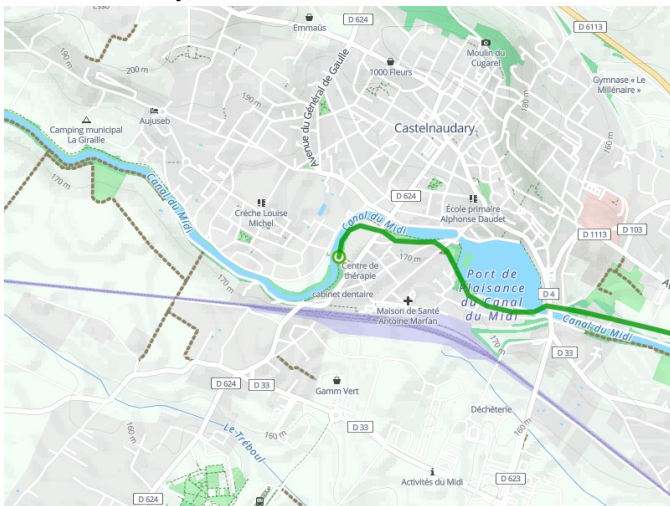 Esso
Emmaüs
D 624
D 6113
Moulin du
Cugarel
190 m
200 m
1000 Fleurs
Gymnase « Le
Millénaire »
180 m
190 m
Avenue du Général de Gaulle
Aujuseb
Camping municipal
La Giraille
Castelnaudary
160 m
170 m
Canal du Midi
D 624
École primaire
Alphonse Daudet
Crèche Louise
Michel
Canal du Midi
D 1113
D 103
Centre de
thérapie
170 m
Port de
Plaisance
du Canal
du Midi
170 m
cabinet dentaire
D 4
Maison de Santé
Antoine Marfan
Canal du Midi
170 m
D 33
D 624
D 33
Gamm Vert
Déchèterie
160 m
Le Tréboul
160 m
D 33
160 m
Activités du Midi
D 623
D 624